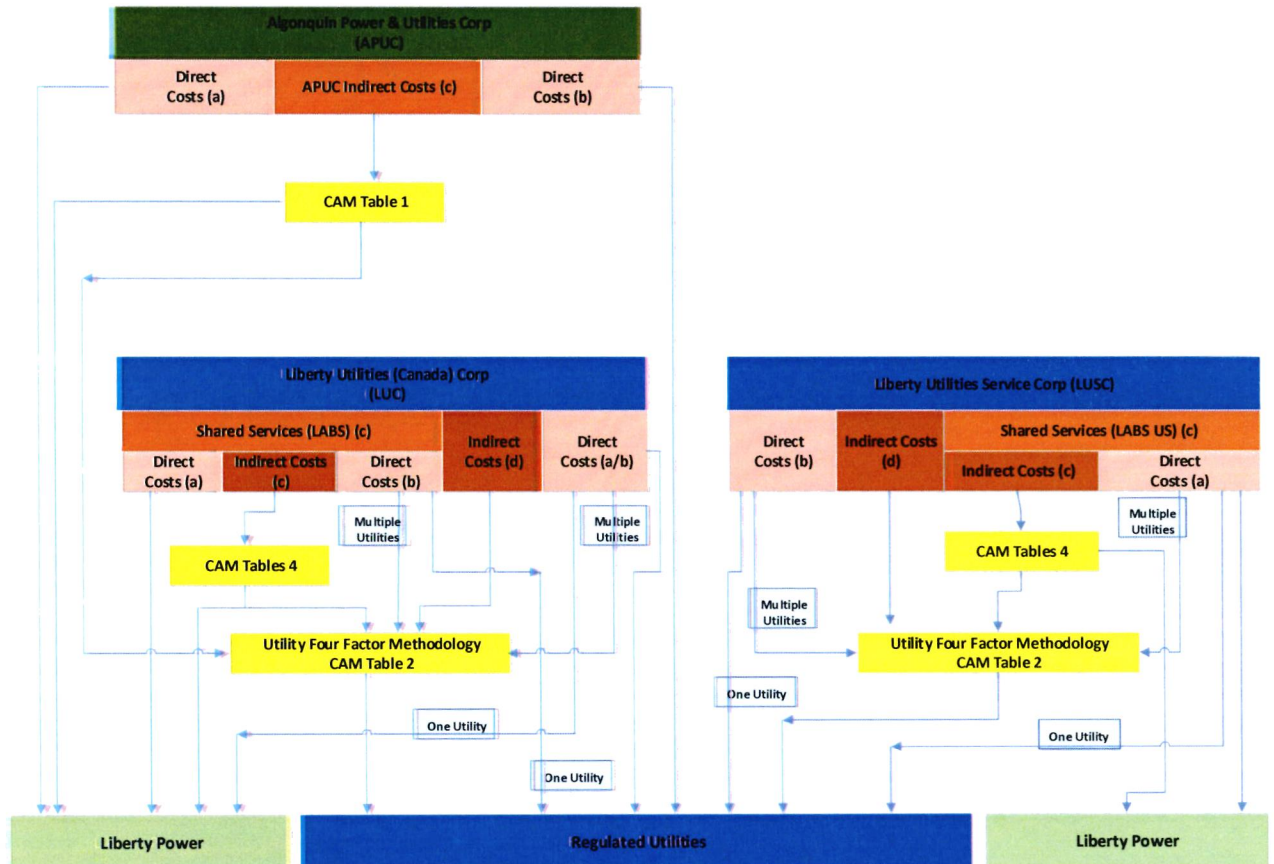 Algonquin Power & Utilities Corp
(APUC)
Direct
Costs (a)
APUC Indirect Costs (c)
Direct
Costs (b)
CAM Table 1
Liberty Utilities (Canada) Corp
(LUC)
Shared Services (LABS) (c)
Direct
Costs (a)
Indirect Costs
(c)
Direct
Costs (b)
Indirect
Costs (d)
Direct
Costs (a/b)
Multiple
Utilities
Multiple
Utilities
CAM Tables 4
Utility Four Factor Methodology
CAM Table 2
One Utility
One Utility
Liberty Utilities Service Corp (LUSC)
Direct
Costs (b)
Indirect Costs
(d)
Shared Services (LABS US) (c)
Indirect Costs (c)
Direct
Costs (a)
Multiple
Utilities
CAM Tables 4
Multiple
Utilities
Utility Four Factor Methodology
CAM Table 2
One Utility
One Utility
Liberty Power
Regulated Utilities
Liberty Power